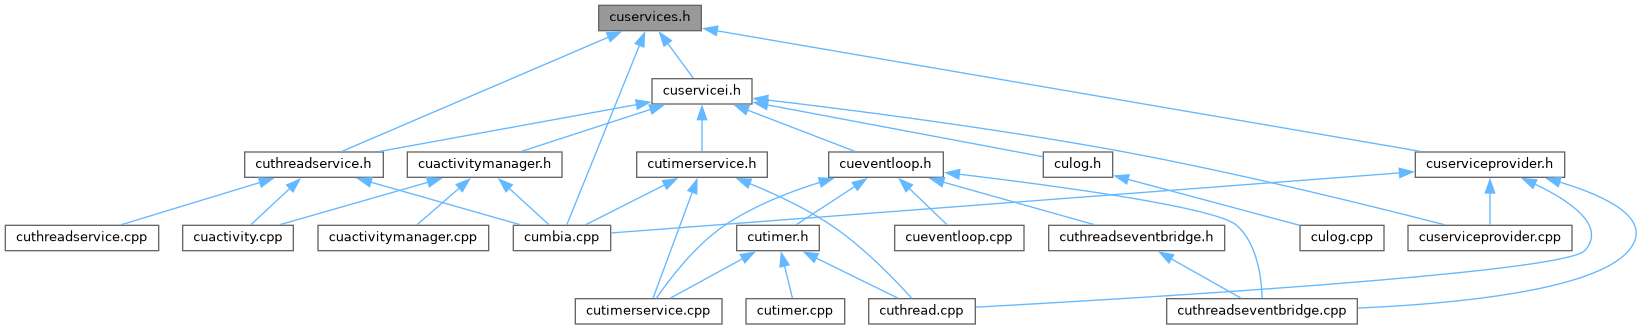 cuservices.h
cuservicei.h
cuthreadservice.h
cuactivitymanager.h
cutimerservice.h
cueventloop.h
culog.h
cuserviceprovider.h
cuthreadservice.cpp
cuactivity.cpp
cuactivitymanager.cpp
cumbia.cpp
cutimer.h
cueventloop.cpp
cuthreadseventbridge.h
culog.cpp
cuserviceprovider.cpp
cutimerservice.cpp
cutimer.cpp
cuthread.cpp
cuthreadseventbridge.cpp